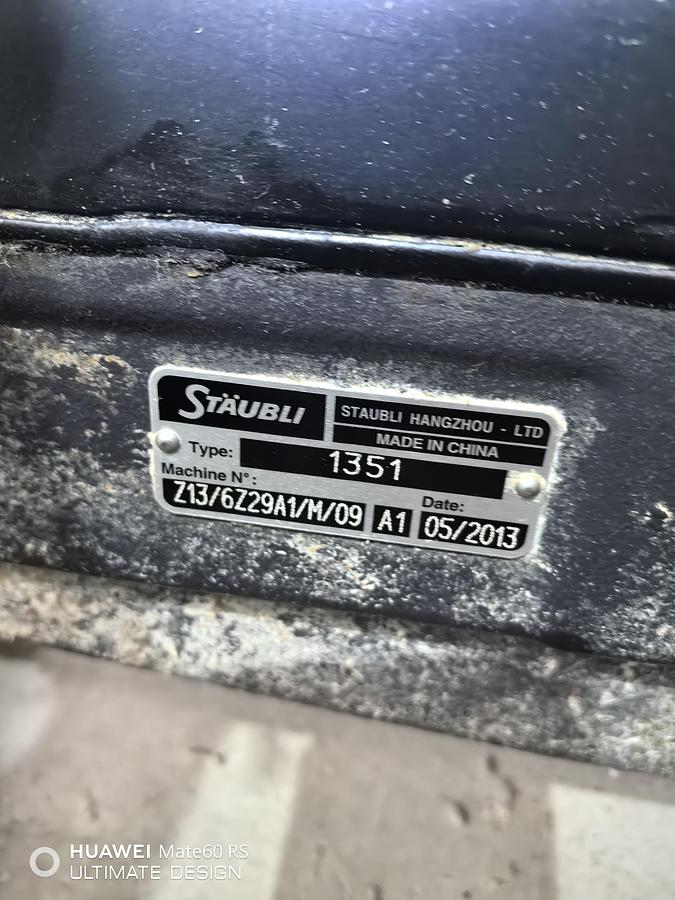 STÄUBLI
STAUBLI HANGZHOU - LTD
MADE IN CHINA
Type: 1351
Machine N°:
Z13/6Z29A1/M/09 A1
Date:
05/2013
HUAWEI Mate60 RS
ULTIMATE DESIGN